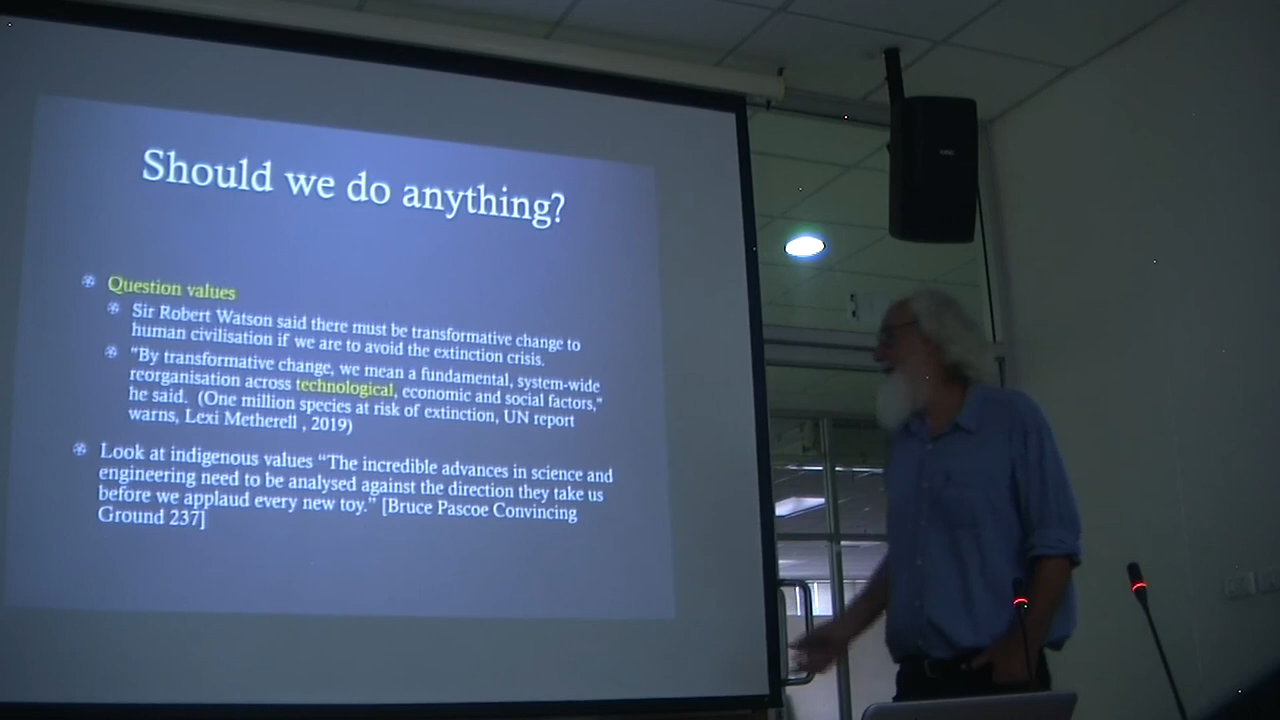 Should we do anything?
Question values
Sir Robert Watson said there must be transformative change to
human civilisation if we are to avoid the extinction crisis.
"By transformative change, we mean a fundamental, system-wide
reorganisation across technological, economic and social factors,"
he said. (One million species at risk of extinction, UN report
warns, Lexi Metherell , 2019)
Look at indigenous values “The incredible advances in science and
engineering need to be analysed against the direction they take us
before we applaud every new toy.” [Bruce Pascoe Convincing
Ground 237]